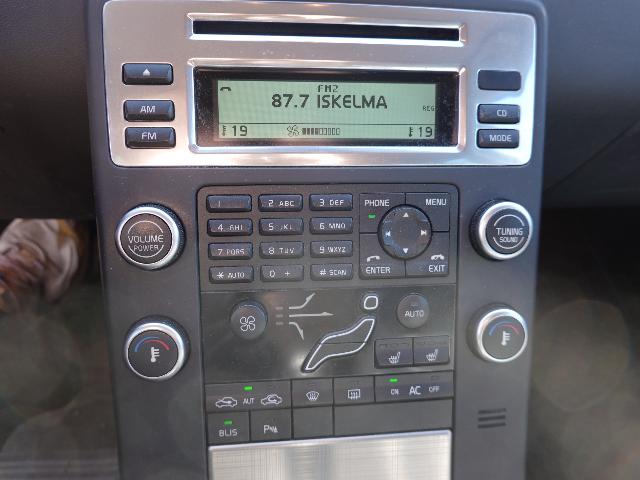 FM2
87.7 ISKELMA
REG
19 19
AM
FM
CD
MODE
VOLUME
POWER
TUNING
SOUND
1 2 ABC 3 DEF
4 GHI 5 JKL 6 MNO
7 PQRS 8 TUV 9 WXYZ
* AUTO 0 + # SCAN
PHONE MENU
ENTER EXIT
AUTO
AUT
ON AC OFF
BLIS P